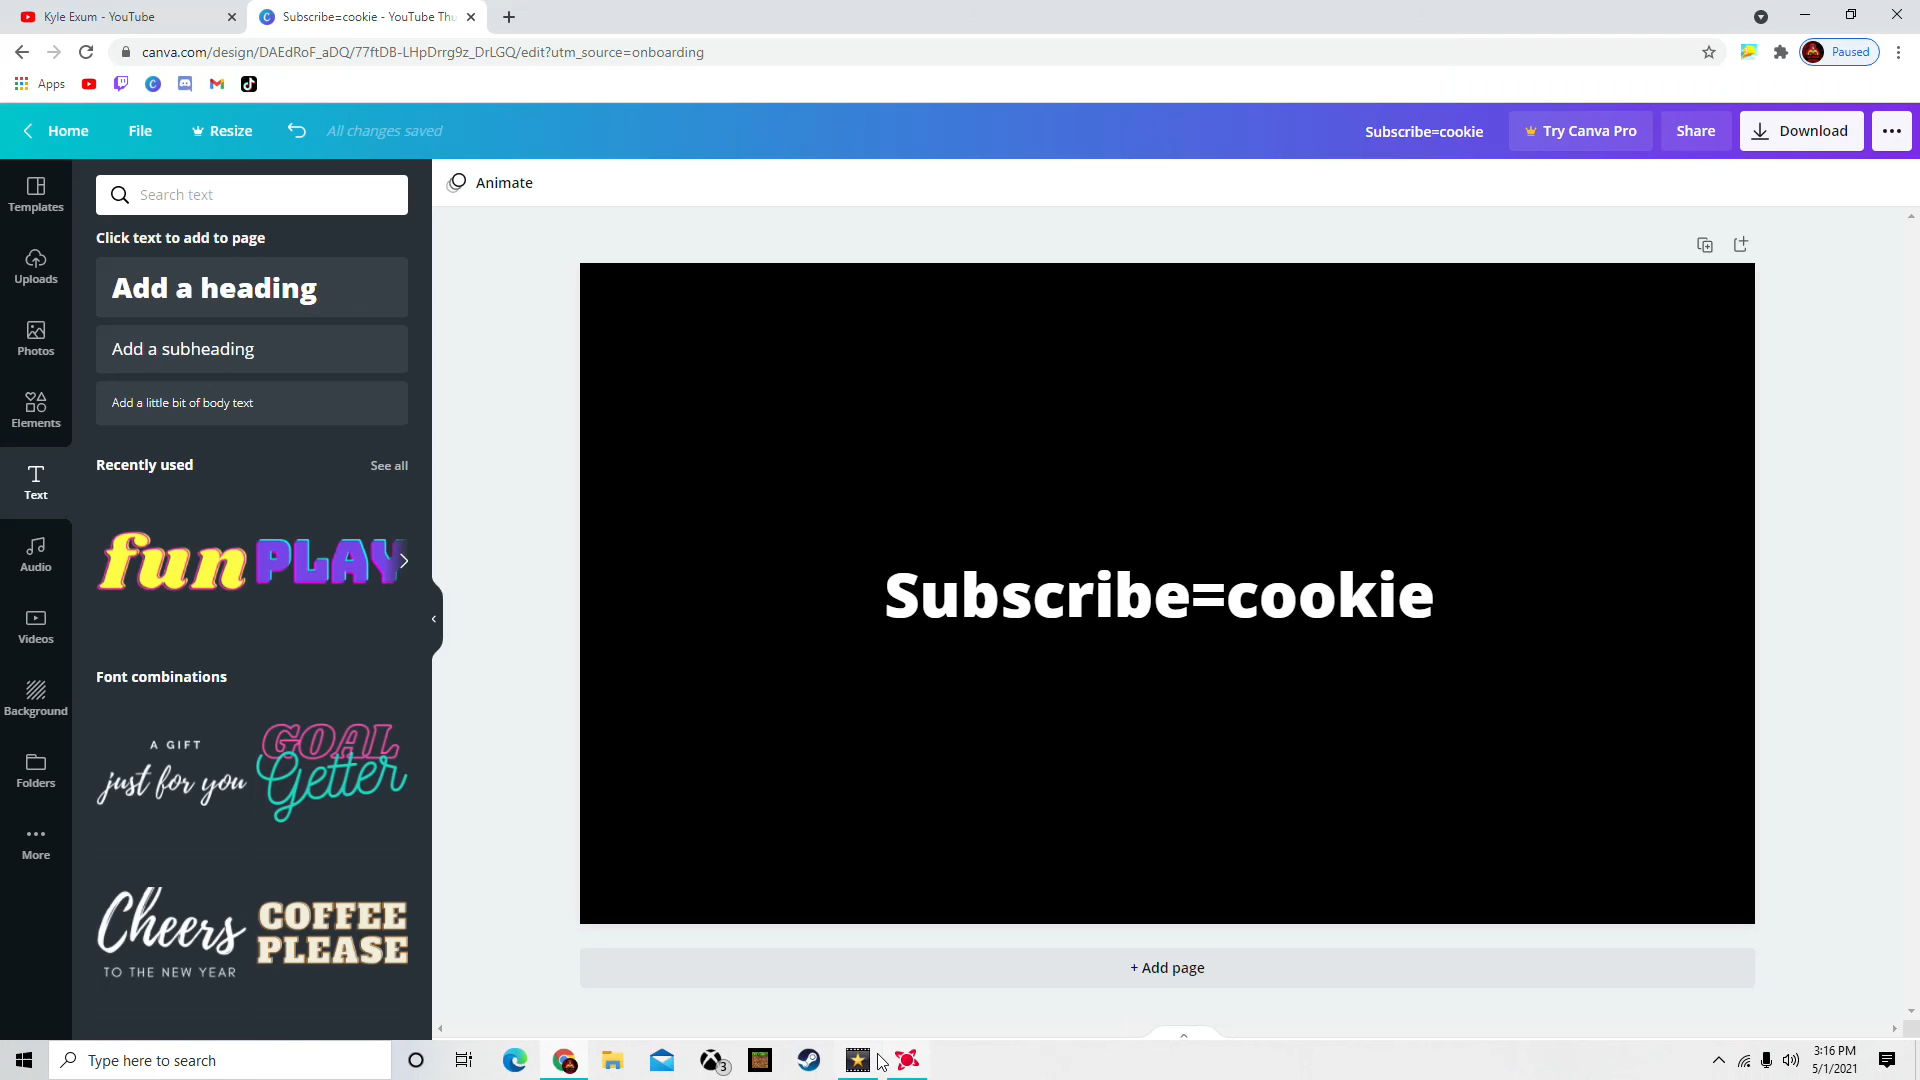 Kyle Exum - YouTube
Subscribe=cookie - YouTube Thu
canva.com/design/DAEdRoF_aDQ/77ftDB-LHpDrrg9z_DrLGQ/edit?utm_source=onboarding
Paused
Apps
Home
File
Resize
All changes saved
Subscribe=cookie
Try Canva Pro
Share
Download
Templates
Uploads
Photos
Elements
Text
Audio
Videos
Background
Folders
More
Search text
Click text to add to page
Add a heading
Add a subheading
Add a little bit of body text
Recently used
See all
fun
PLAY
Font combinations
A GIFT
just for you
GOAL
Getter
Cheers
TO THE NEW YEAR
COFFEE
PLEASE
Animate
Subscribe=cookie
+ Add page
Type here to search
3
3:16 PM
5/1/2021